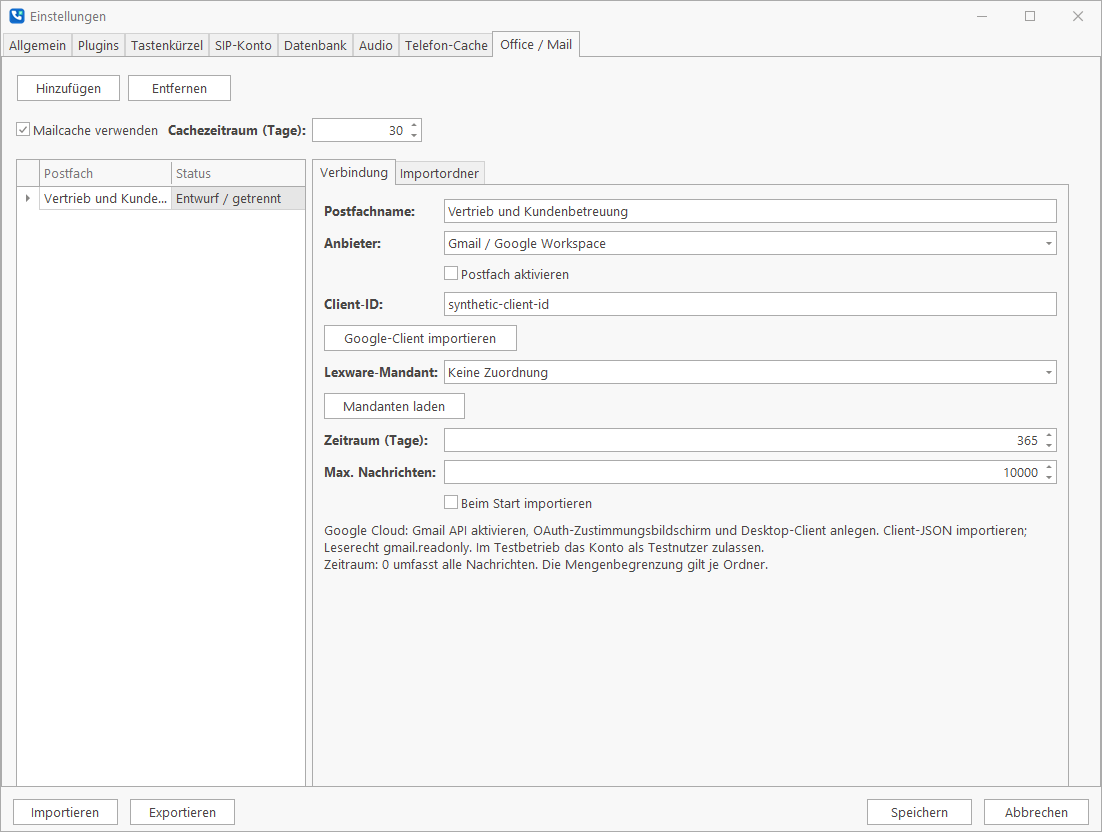 Einstellungen
Allgemein Plugins Tastenkürzel SIP-Konto Datenbank Audio Telefon-Cache Office / Mail
Hinzufügen Entfernen
Mailcache verwenden Cachezeitraum (Tage): 30
Postfach Status
Vertrieb und Kunde... Entwurf / getrennt
Verbindung Importordner
Postfachname: Vertrieb und Kundenbetreuung
Anbieter: Gmail / Google Workspace
Postfach aktivieren
Client-ID: synthetic-client-id
Google-Client importieren
Lexware-Mandant: Keine Zuordnung
Mandanten laden
Zeitraum (Tage): 365
Max. Nachrichten: 10000
Beim Start importieren
Google Cloud: Gmail API aktivieren, OAuth-Zustimmungsbildschirm und Desktop-Client anlegen. Client-JSON importieren;
Leserecht gmail.readonly. Im Testbetrieb das Konto als Testnutzer zulassen.
Zeitraum: 0 umfasst alle Nachrichten. Die Mengenbegrenzung gilt je Ordner.
Importieren Exportieren Speichern Abbrechen